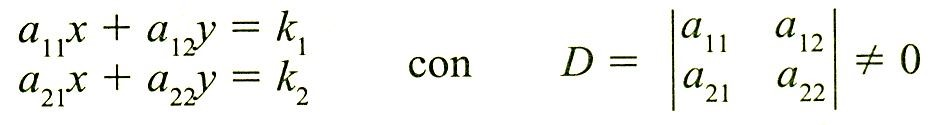 a₁₁x + a₁₂y = k₁
a₂₁x + a₂₂y = k₂
con
D = | a₁₁ a₁₂ |
| a₂₁ a₂₂ | ≠ 0